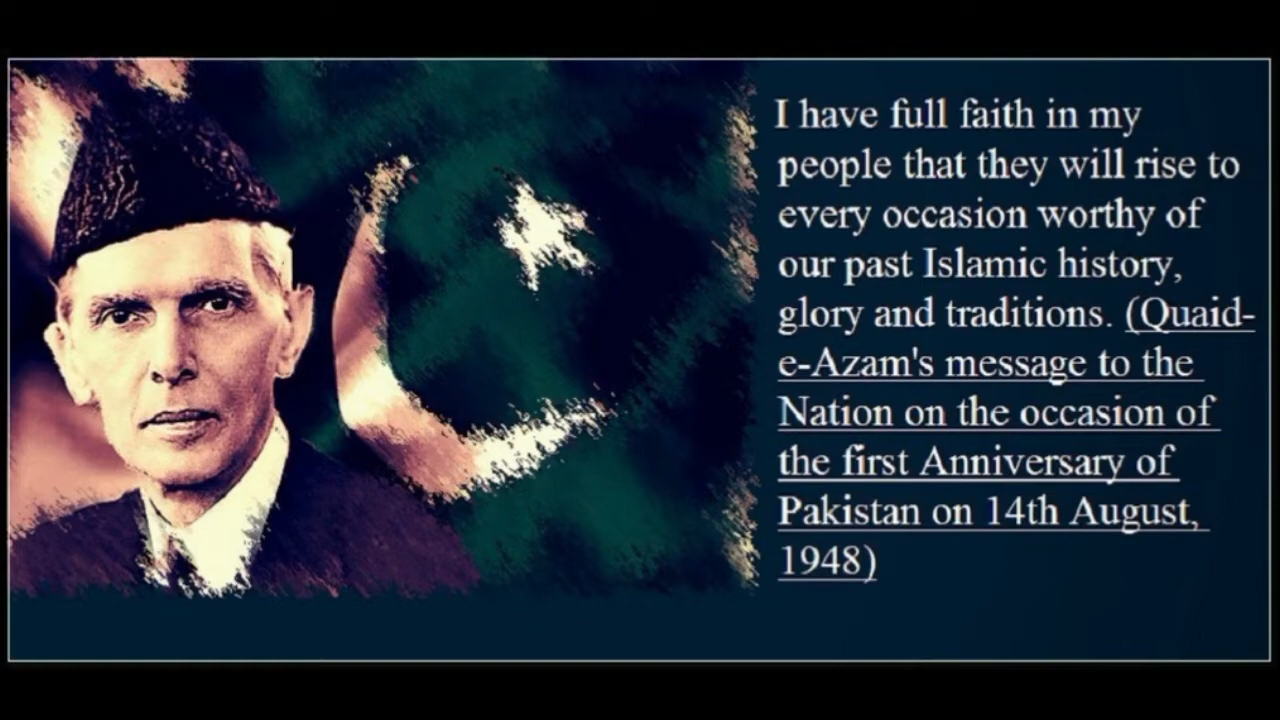 I have full faith in my
people that they will rise to
every occasion worthy of
our past Islamic history,
glory and traditions. (Quaid-
e-Azam's message to the
Nation on the occasion of
the first Anniversary of
Pakistan on 14th August,
1948)